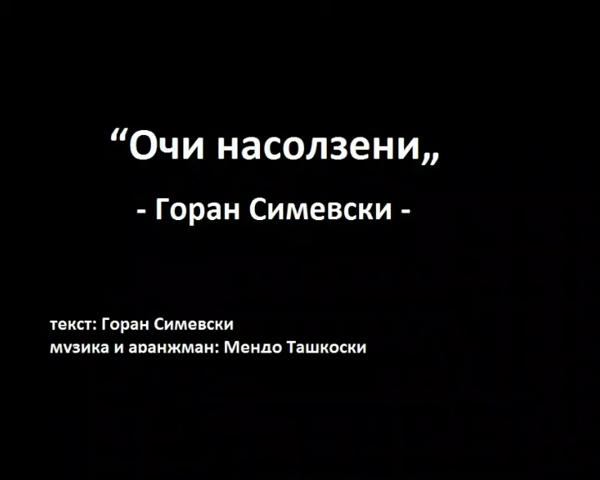 “Очи насолзени„
- Горан Симевски -
текст: Горан Симевски
музика и аранжман: Мендо Ташкоски